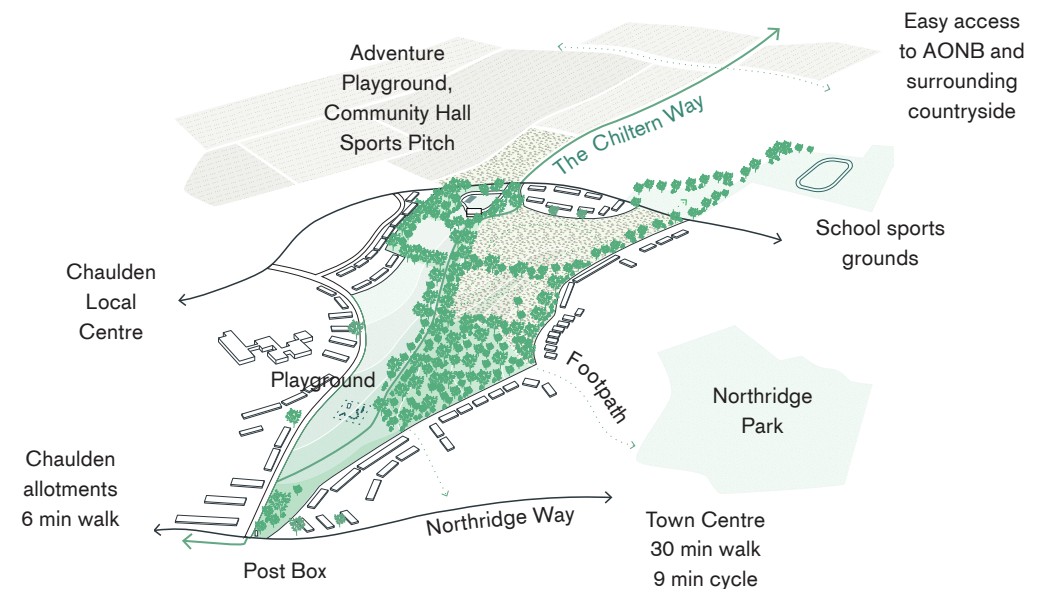 Easy access
to AONB and
surrounding
countryside
Adventure
Playground,
Community Hall
Sports Pitch
The Chiltern Way
School sports
grounds
Chaulden
Local
Centre
Playground
Footpath
Northridge
Park
Chaulden
allotments
6 min walk
Northridge Way
Town Centre
30 min walk
9 min cycle
Post Box